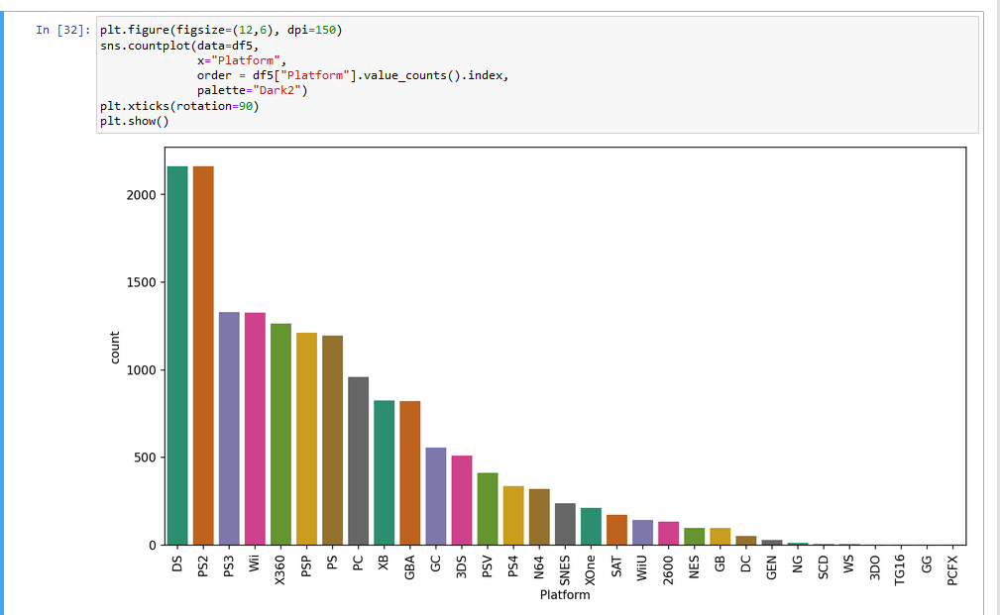 In [32]: plt.figure(figsize=(12,6), dpi=150)
sns.countplot(data=df5,
x="Platform",
order = df5["Platform"].value_counts().index,
palette="Dark2")
plt.xticks(rotation=90)
plt.show()
2000
1500
1000
500
0
count
DS PS2 PS3 Wii X360 PSP PS PC XB GBA GC 3DS PSV PS4 N64 SNES XOne SAT WiiU 2600 NES GB DC GEN NG SCD WS 3DO TG16 GG PCFX
Platform